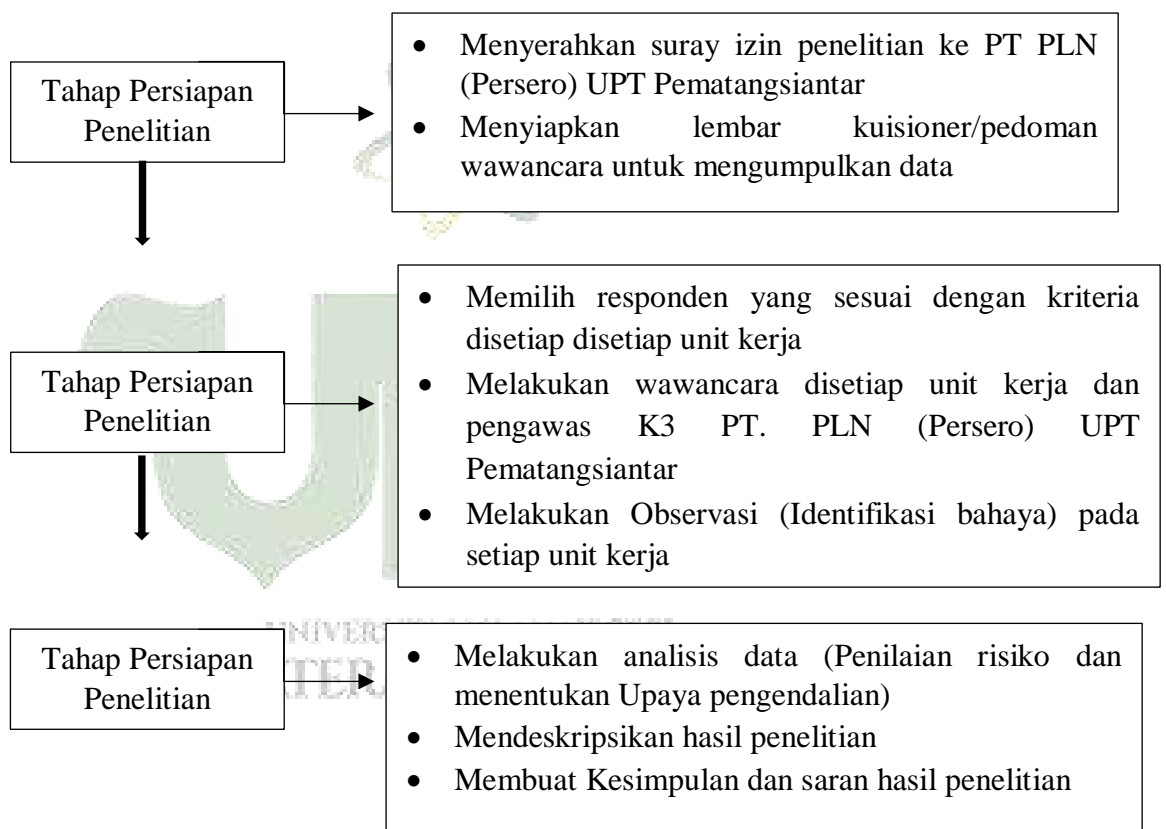 Tahap Persiapan
Penelitian
• Menyerahkan suray izin penelitian ke PT PLN
(Persero) UPT Pematangsiantar
• Menyiapkan lembar kuisioner/pedoman
wawancara untuk mengumpulkan data
Tahap Persiapan
Penelitian
• Memilih responden yang sesuai dengan kriteria
disetiap disetiap unit kerja
• Melakukan wawancara disetiap unit kerja dan
pengawas K3 PT. PLN (Persero) UPT
Pematangsiantar
• Melakukan Observasi (Identifikasi bahaya) pada
setiap unit kerja
Tahap Persiapan
Penelitian
• Melakukan analisis data (Penilaian risiko dan
menentukan Upaya pengendalian)
• Mendeskripsikan hasil penelitian
• Membuat Kesimpulan dan saran hasil penelitian